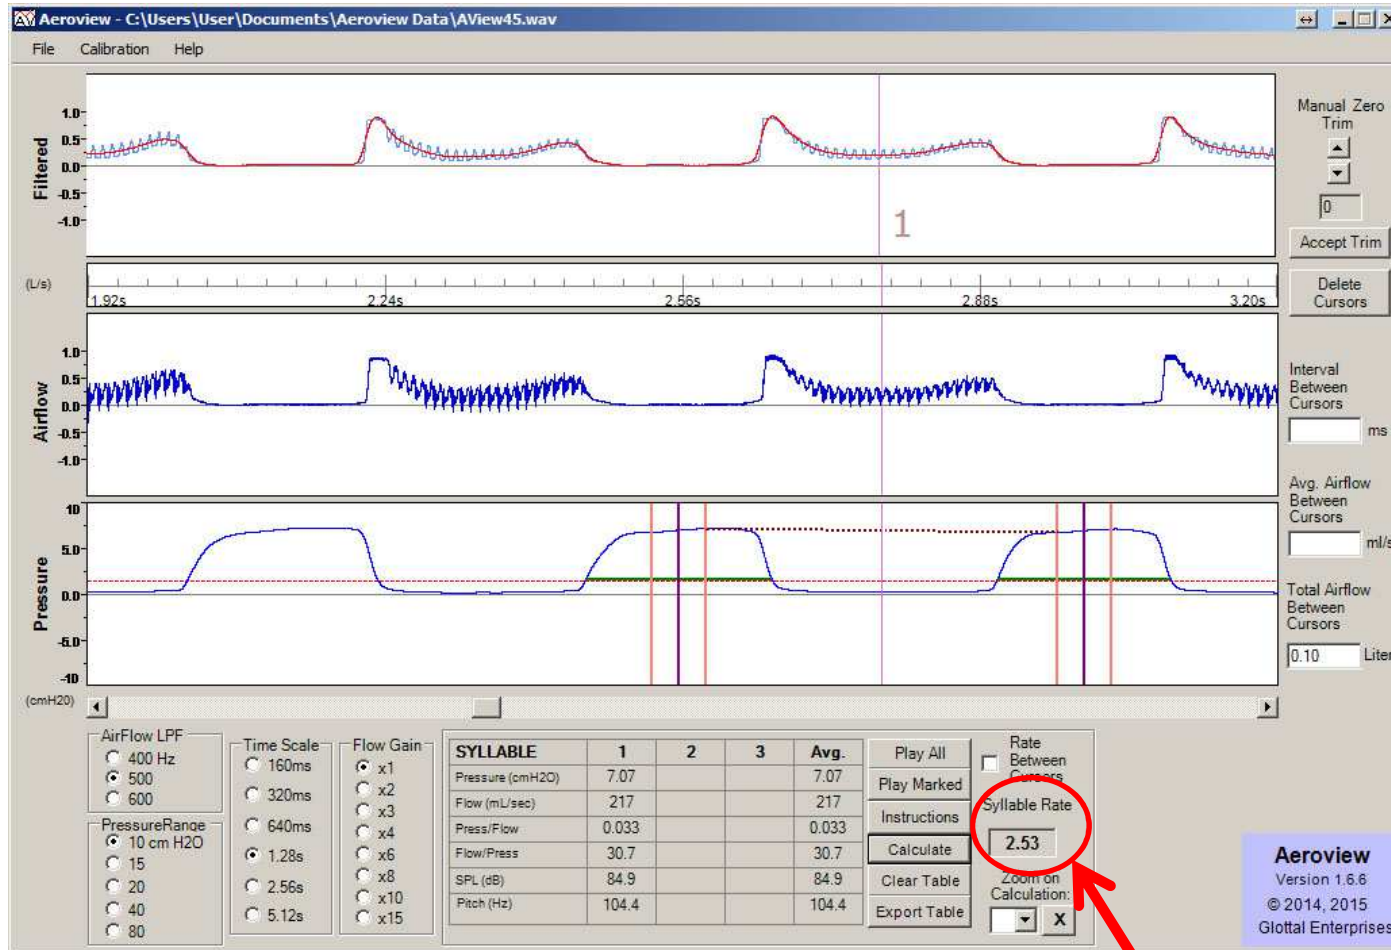 Aeroview - C:\Users\User\Documents\Aeroview Data\AView45.wav
File Calibration Help
Filtered
1.0
0.5
0.0
-0.5
-1.0
1
Manual Zero
Trim
0
Accept Trim
Delete
Cursors
(L/s)
1.92s 2.24s 2.56s 2.88s 3.20s
Airflow
1.0
0.5
0.0
-0.5
-1.0
Interval
Between
Cursors
ms
Avg. Airflow
Between
Cursors
ml/s
Pressure
10
5.0
0.0
-5.0
-10
(cmH20)
Total Airflow
Between
Cursors
0.10 Liter
AirFlow LPF
400 Hz
500
600
PressureRange
10 cm H2O
15
20
40
80
Time Scale
160ms
320ms
640ms
1.28s
2.56s
5.12s
Flow Gain
x1
x2
x3
x4
x6
x8
x10
x15
SYLLABLE 1 2 3 Avg.
Pressure (cmH2O) 7.07 7.07
Flow (mL/sec) 217 217
Press/Flow 0.033 0.033
Flow/Press 30.7 30.7
SPL (dB) 84.9 84.9
Pitch (Hz) 104.4 104.4
Play All
Play Marked
Instructions
Calculate
Clear Table
Export Table
Rate
Between
Cursors
Syllable Rate
2.53
Zoom on
Calculation:
X
Aeroview
Version 1.6.6
© 2014, 2015
Glottal Enterprises